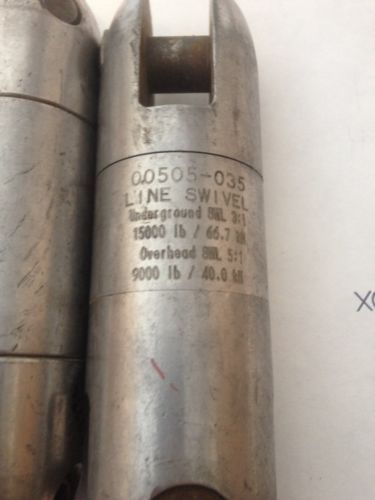 00505-035
LINE SWIVEL
Underground SWL 3:1
15000 lb / 66.7 kN
Overhead SWL 5:1
9000 lb / 40.0 kN